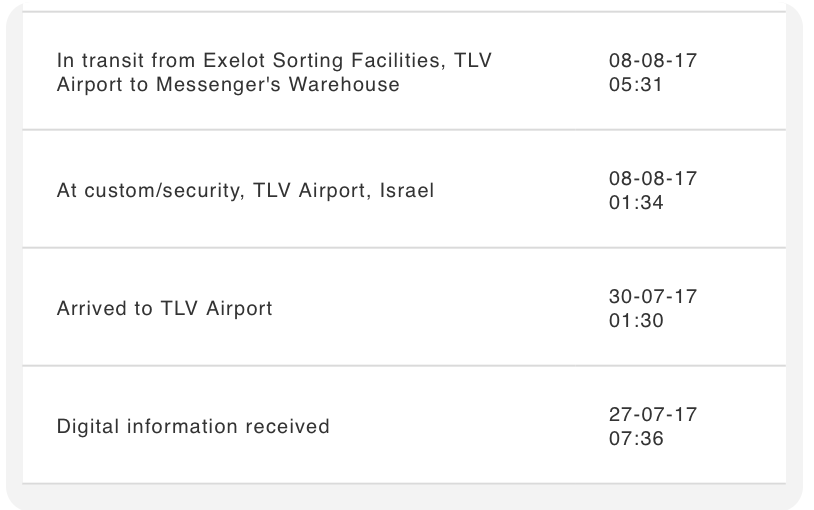 In transit from Exelot Sorting Facilities, TLV
Airport to Messenger's Warehouse
08-08-17
05:31
At custom/security, TLV Airport, Israel
08-08-17
01:34
Arrived to TLV Airport
30-07-17
01:30
Digital information received
27-07-17
07:36